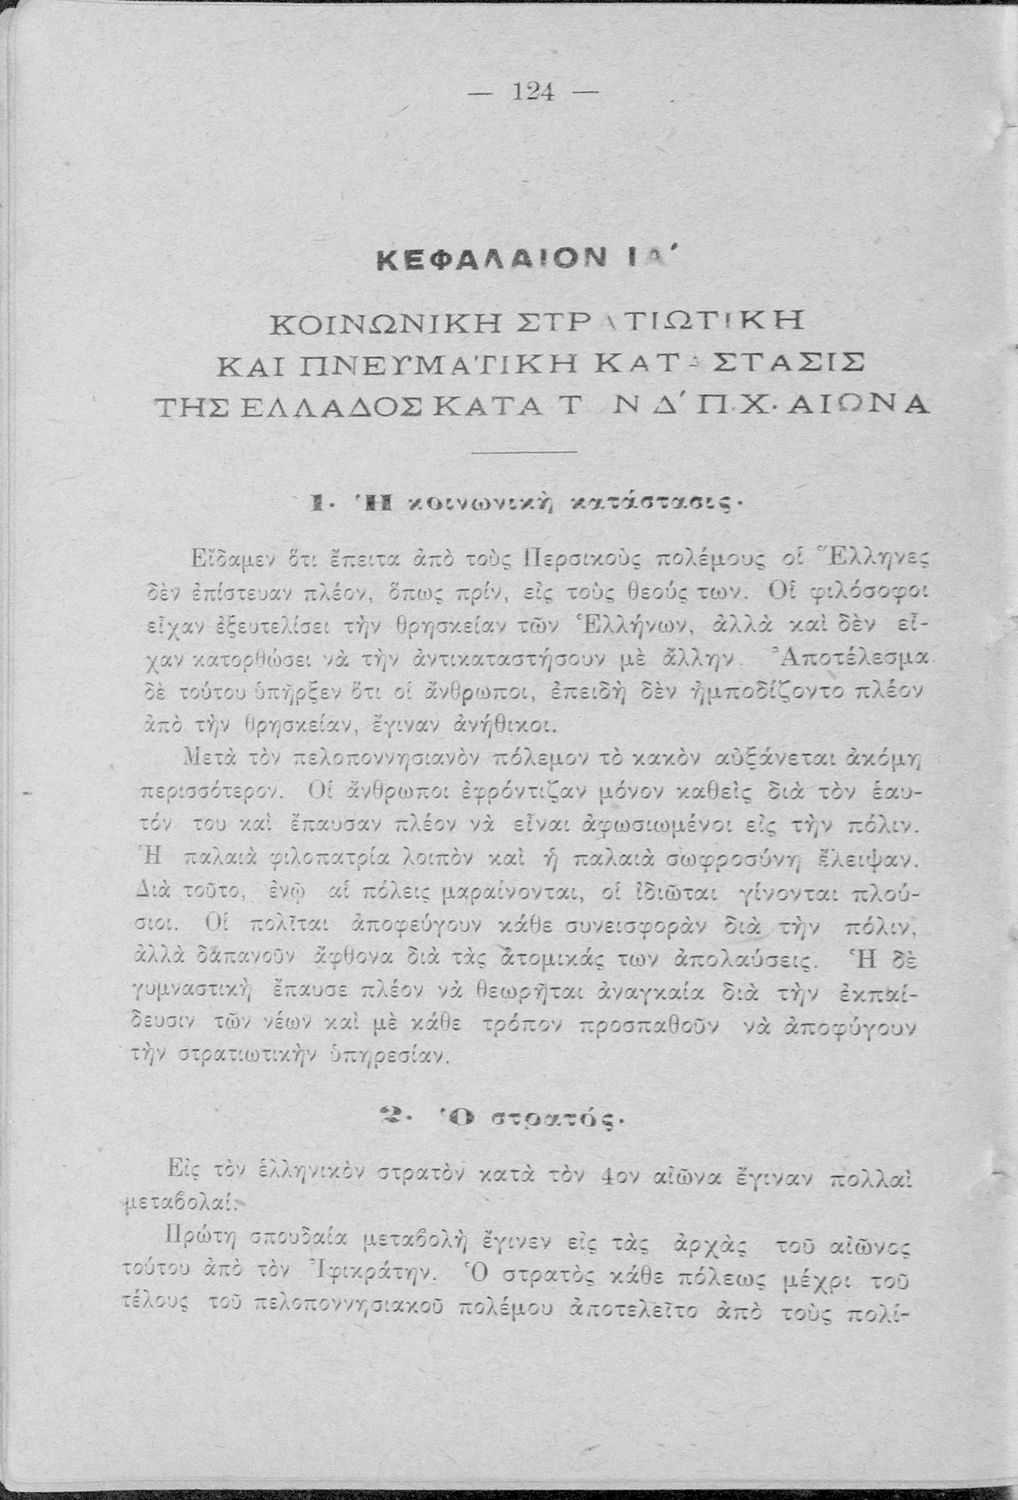 — 124 —
ΚΕΦΑΛΑΙΟΝ ΙΑ΄
ΚΟΙΝΩΝΙΚΗ ΣΤΡΑΤΙΩΤΙΚΗ
ΚΑΙ ΠΝΕΥΜΑΤΙΚΗ ΚΑΤΑΣΤΑΣΙΣ
ΤΗΣ ΕΛΛΑΔΟΣ ΚΑΤΑ Τ Ν Δ΄ Π.Χ. ΑΙΩΝΑ
1. Ἡ κοινωνικὴ κατάστασις.
Εἴδαμεν ὅτι ἔπειτα ἀπὸ τοὺς Περσικοὺς πολέμους οἱ Ἕλληνες
δὲν ἐπίστευαν πλέον, ὅπως πρίν, εἰς τοὺς θεούς των. Οἱ φιλόσοφοι
εἶχαν ἐξευτελίσει τὴν θρησκείαν τῶν Ἑλλήνων, ἀλλὰ καὶ δὲν εἶ-
χαν κατορθώσει νὰ τὴν ἀντικαταστήσουν μὲ ἄλλην. Ἀποτέλεσμα
δὲ τούτου ὑπῆρξεν ὅτι οἱ ἄνθρωποι, ἐπειδὴ δὲν ἠμποδίζοντο πλέον
ἀπὸ τὴν θρησκείαν, ἔγιναν ἀνήθικοι.
Μετὰ τὸν πελοποννησιανὸν πόλεμον τὸ κακὸν αὐξάνεται ἀκόμη
περισσότερον. Οἱ ἄνθρωποι ἐφρόντιζαν μόνον καθεὶς διὰ τὸν ἑαυ-
τόν του καὶ ἔπαυσαν πλέον νὰ εἶναι ἀφωσιωμένοι εἰς τὴν πόλιν.
Ἡ παλαιὰ φιλοπατρία λοιπὸν καὶ ἡ παλαιὰ σωφροσύνη ἔλειψαν.
Διὰ τοῦτο, ἐνῷ αἱ πόλεις μαραίνονται, οἱ ἰδιῶται γίνονται πλού-
σιοι. Οἱ πολῖται ἀποφεύγουν κάθε συνεισφορὰν διὰ τὴν πόλιν,
ἀλλὰ δαπανοῦν ἄφθονα διὰ τὰς ἀτομικάς των ἀπολαύσεις. Ἡ δὲ
γυμναστικὴ ἔπαυσε πλέον νὰ θεωρῆται ἀναγκαία διὰ τὴν ἐκπαί-
δευσιν τῶν νέων καὶ μὲ κάθε τρόπον προσπαθοῦν νὰ ἀποφύγουν
τὴν στρατιωτικὴν ὑπηρεσίαν.
2. Ὁ στρατός.
Εἰς τὸν ἑλληνικὸν στρατὸν κατὰ τὸν 4ον αἰῶνα ἔγιναν πολλαὶ
μεταβολαί.
Πρώτη σπουδαία μεταβολὴ ἔγινεν εἰς τὰς ἀρχὰς τοῦ αἰῶνος
τούτου ἀπὸ τὸν Ἰφικράτην. Ὁ στρατὸς κάθε πόλεως μέχρι τοῦ
τέλους τοῦ πελοποννησιακοῦ πολέμου ἀποτελεῖτο ἀπὸ τοὺς πολί-